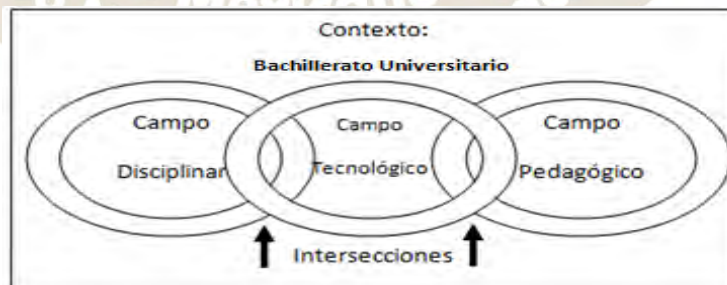 Contexto:
Bachillerato Universitario
Campo
Disciplinar
Campo
Tecnológico
Campo
Pedagógico
Intersecciones